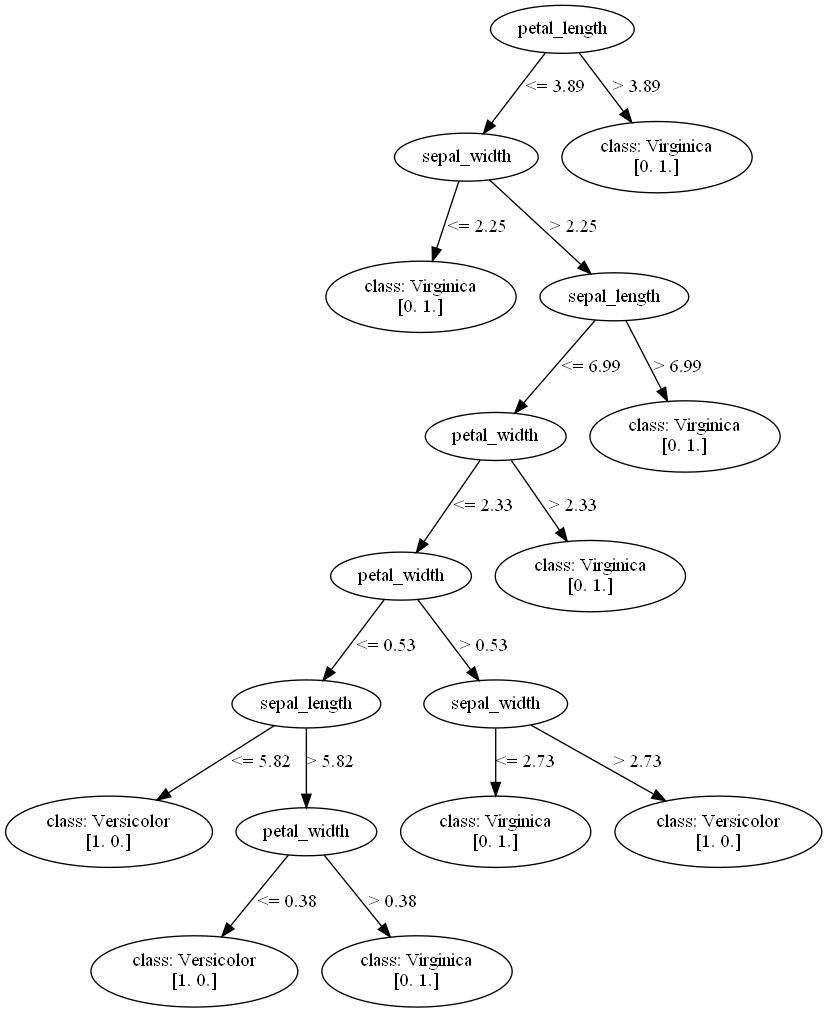 petal_length
<= 3.89
> 3.89
sepal_width
class: Virginica
[0. 1.]
<= 2.25
> 2.25
class: Virginica
[0. 1.]
sepal_length
<= 6.99
> 6.99
petal_width
class: Virginica
[0. 1.]
<= 2.33
> 2.33
petal_width
class: Virginica
[0. 1.]
<= 0.53
> 0.53
sepal_length
sepal_width
<= 5.82
> 5.82
<= 2.73
> 2.73
class: Versicolor
[1. 0.]
petal_width
class: Virginica
[0. 1.]
class: Versicolor
[1. 0.]
<= 0.38
> 0.38
class: Versicolor
[1. 0.]
class: Virginica
[0. 1.]